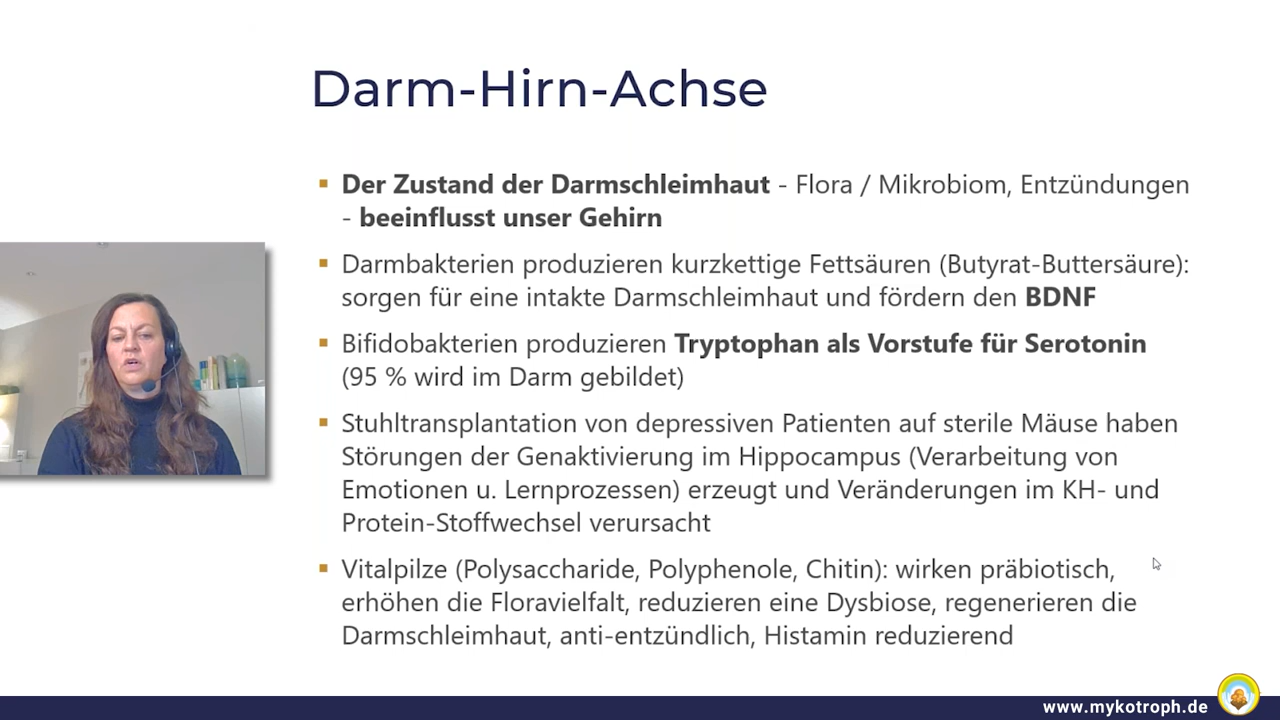 Darm-Hirn-Achse
▪ Der Zustand der Darmschleimhaut - Flora / Mikrobiom, Entzündungen
- beeinflusst unser Gehirn
▪ Darmbakterien produzieren kurzkettige Fettsäuren (Butyrat-Buttersäure):
sorgen für eine intakte Darmschleimhaut und fördern den BDNF
▪ Bifidobakterien produzieren Tryptophan als Vorstufe für Serotonin
(95 % wird im Darm gebildet)
▪ Stuhltransplantation von depressiven Patienten auf sterile Mäuse haben
Störungen der Genaktivierung im Hippocampus (Verarbeitung von
Emotionen u. Lernprozessen) erzeugt und Veränderungen im KH- und
Protein-Stoffwechsel verursacht
▪ Vitalpilze (Polysaccharide, Polyphenole, Chitin): wirken präbiotisch,
erhöhen die Floravielfalt, reduzieren eine Dysbiose, regenerieren die
Darmschleimhaut, anti-entzündlich, Histamin reduzierend
www.mykotroph.de